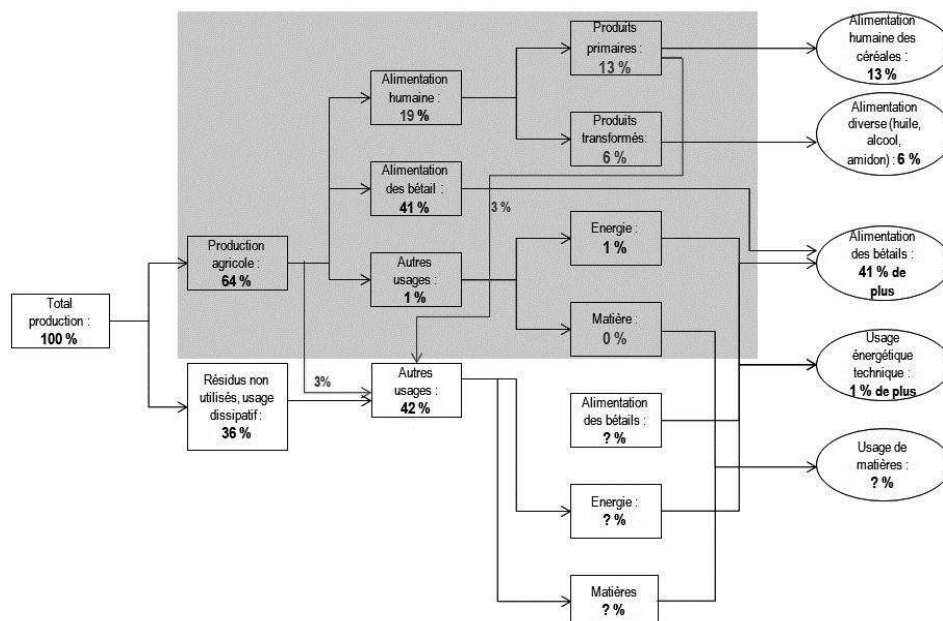 Produits
primaires :
13 %
Alimentation
humaine des
céréales :
13 %
Alimentation
humaine :
19 %
Produits
transformés:
6 %
Alimentation
diverse (huile,
alcool,
amidon) : 6 %
Alimentation
des bétail :
41 %
3 %
Production
agricole :
64 %
Autres
usages :
1 %
Energie :
1 %
Alimentation
des bétails :
41 % de
plus
Total
production :
100 %
Matière :
0 %
Résidus non
utilisés, usage
dissipatif :
36 %
3%
Autres
usages :
42 %
Usage
énergétique
technique :
1 % de plus
Alimentation
des bétails :
? %
Usage de
matières :
? %
Energie :
? %
Matières
? %